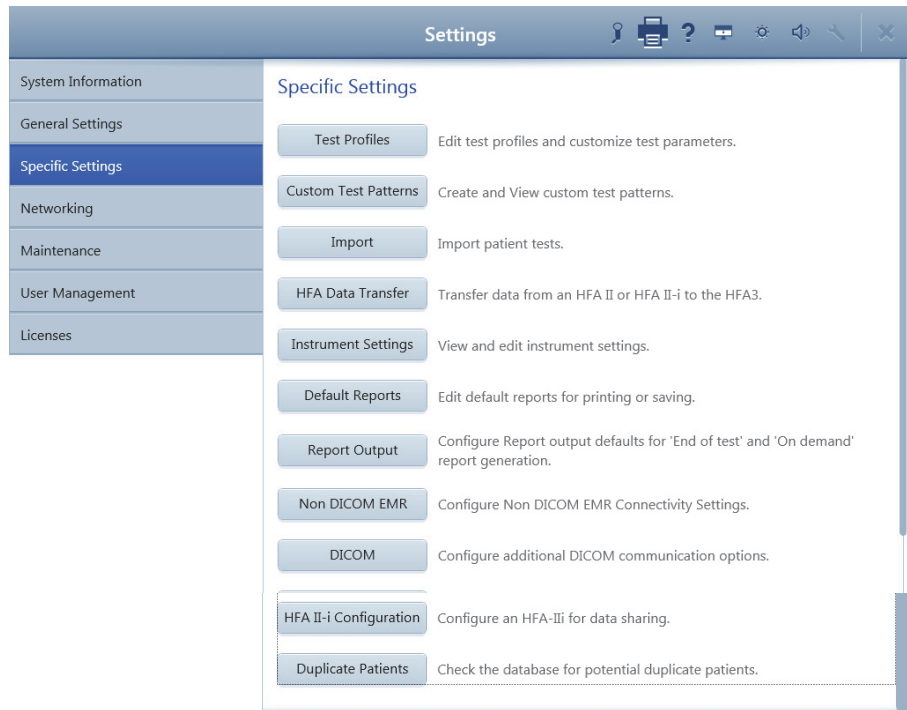 Settings
?
System Information
General Settings
Specific Settings
Networking
Maintenance
User Management
Licenses
Specific Settings
Test Profiles Edit test profiles and customize test parameters.
Custom Test Patterns Create and View custom test patterns.
Import Import patient tests.
HFA Data Transfer Transfer data from an HFA II or HFA II-i to the HFA3.
Instrument Settings View and edit instrument settings.
Default Reports Edit default reports for printing or saving.
Report Output Configure Report output defaults for 'End of test' and 'On demand'
report generation.
Non DICOM EMR Configure Non DICOM EMR Connectivity Settings.
DICOM Configure additional DICOM communication options.
HFA II-i Configuration Configure an HFA-IIi for data sharing.
Duplicate Patients Check the database for potential duplicate patients.